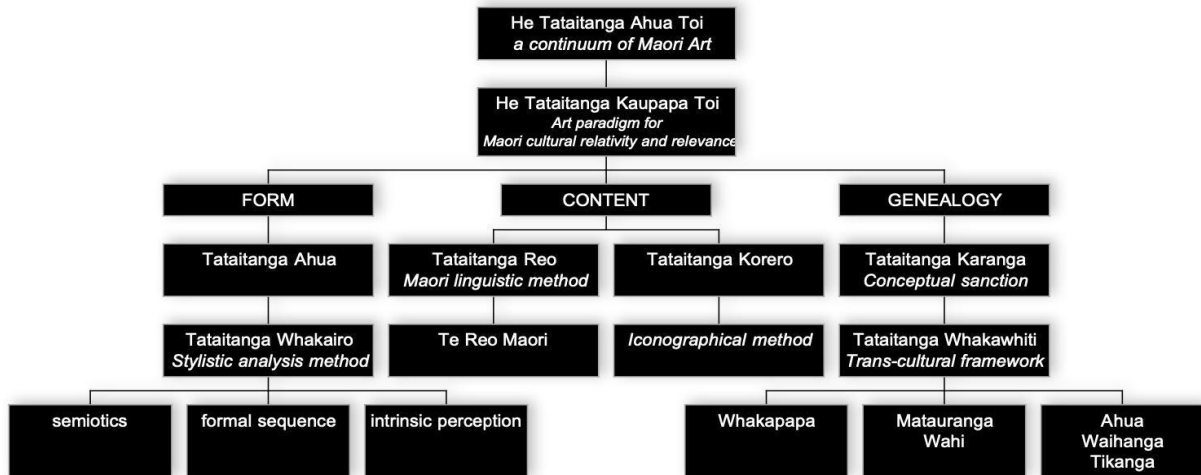 He Tataitanga Ahua Toi
a continuum of Maori Art
He Tataitanga Kaupapa Toi
Art paradigm for
Maori cultural relativity and relevance
FORM
CONTENT
GENEALOGY
Tataitanga Ahua
Tataitanga Reo
Maori linguistic method
Tataitanga Korero
Tataitanga Karanga
Conceptual sanction
Tataitanga Whakairo
Stylistic analysis method
Te Reo Maori
Iconographical method
Tataitanga Whakawhiti
Trans-cultural framework
semiotics
formal sequence
intrinsic perception
Whakapapa
Matauranga
Wahi
Ahua
Waihanga
Tikanga